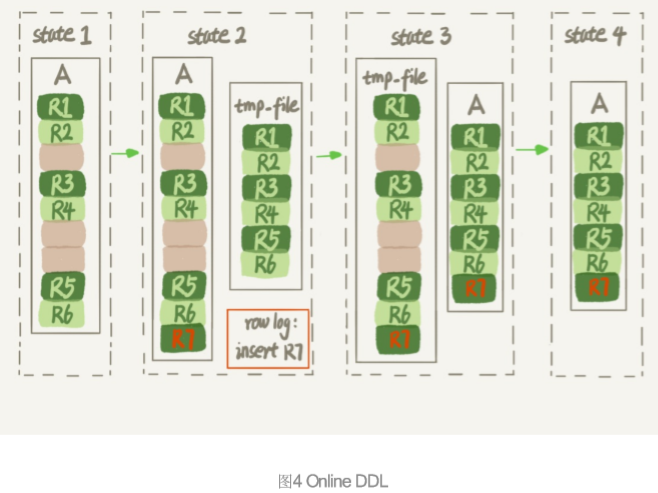 state 1
A
R1
R2
R3
R4
R5
R6
state 2
A
R1
R2
R3
R4
R5
R6
R7
tmp-file
R1
R2
R3
R4
R5
R6
row log:
insert R7
state 3
tmp-file
R1
R2
R3
R4
R5
R6
R7
A
R1
R2
R3
R4
R5
R6
R7
state 4
A
R1
R2
R3
R4
R5
R6
R7
图4 Online DDL